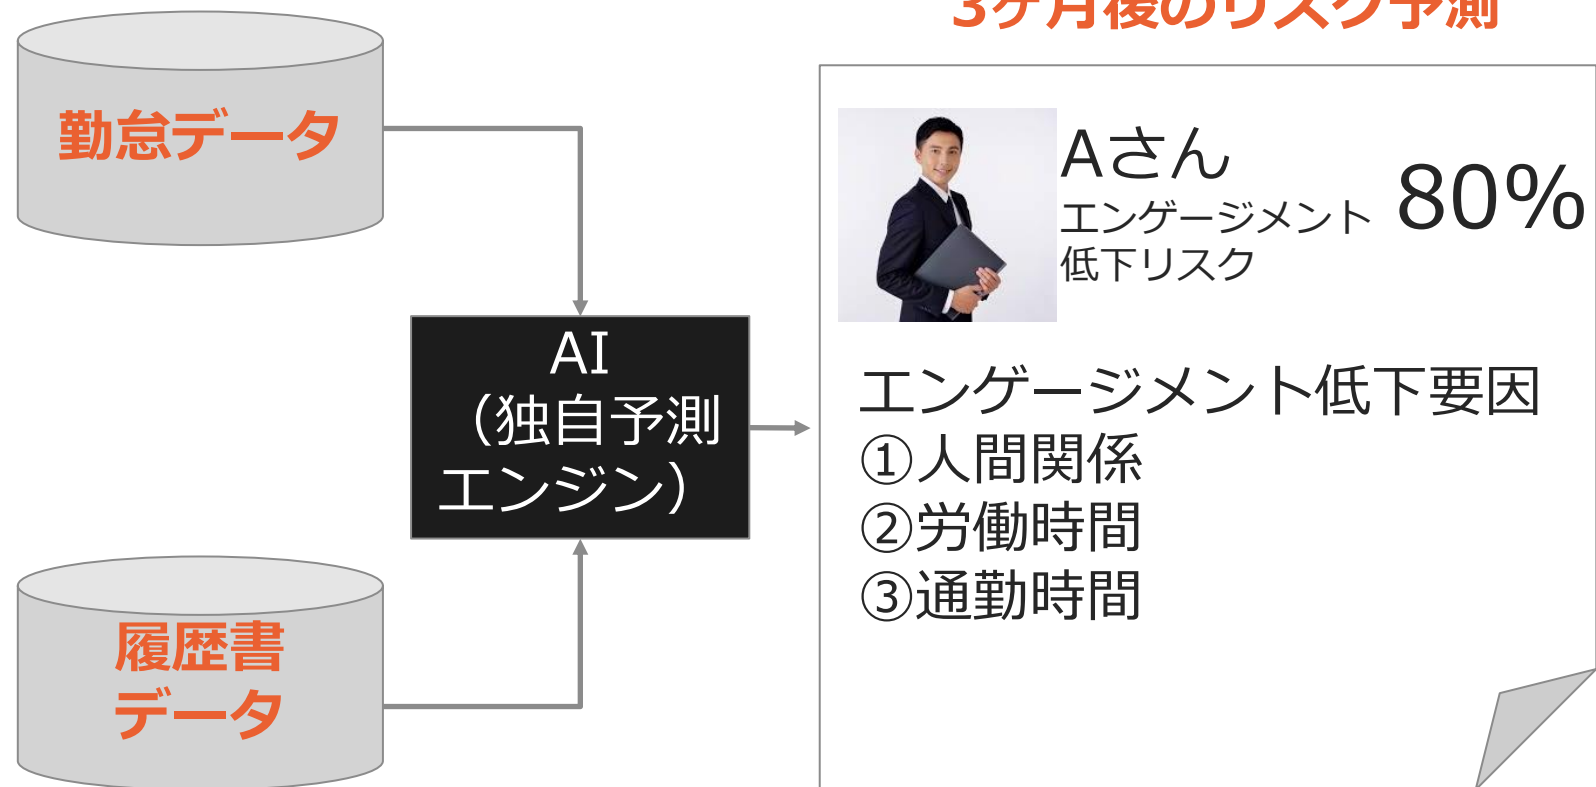 3ヶ月後のリスク予測
勤怠データ
Aさん
エンゲージメント
低下リスク
80%
AI
（独自予測
エンジン）
エンゲージメント低下要因
①人間関係
②労働時間
③通勤時間
履歴書
データ